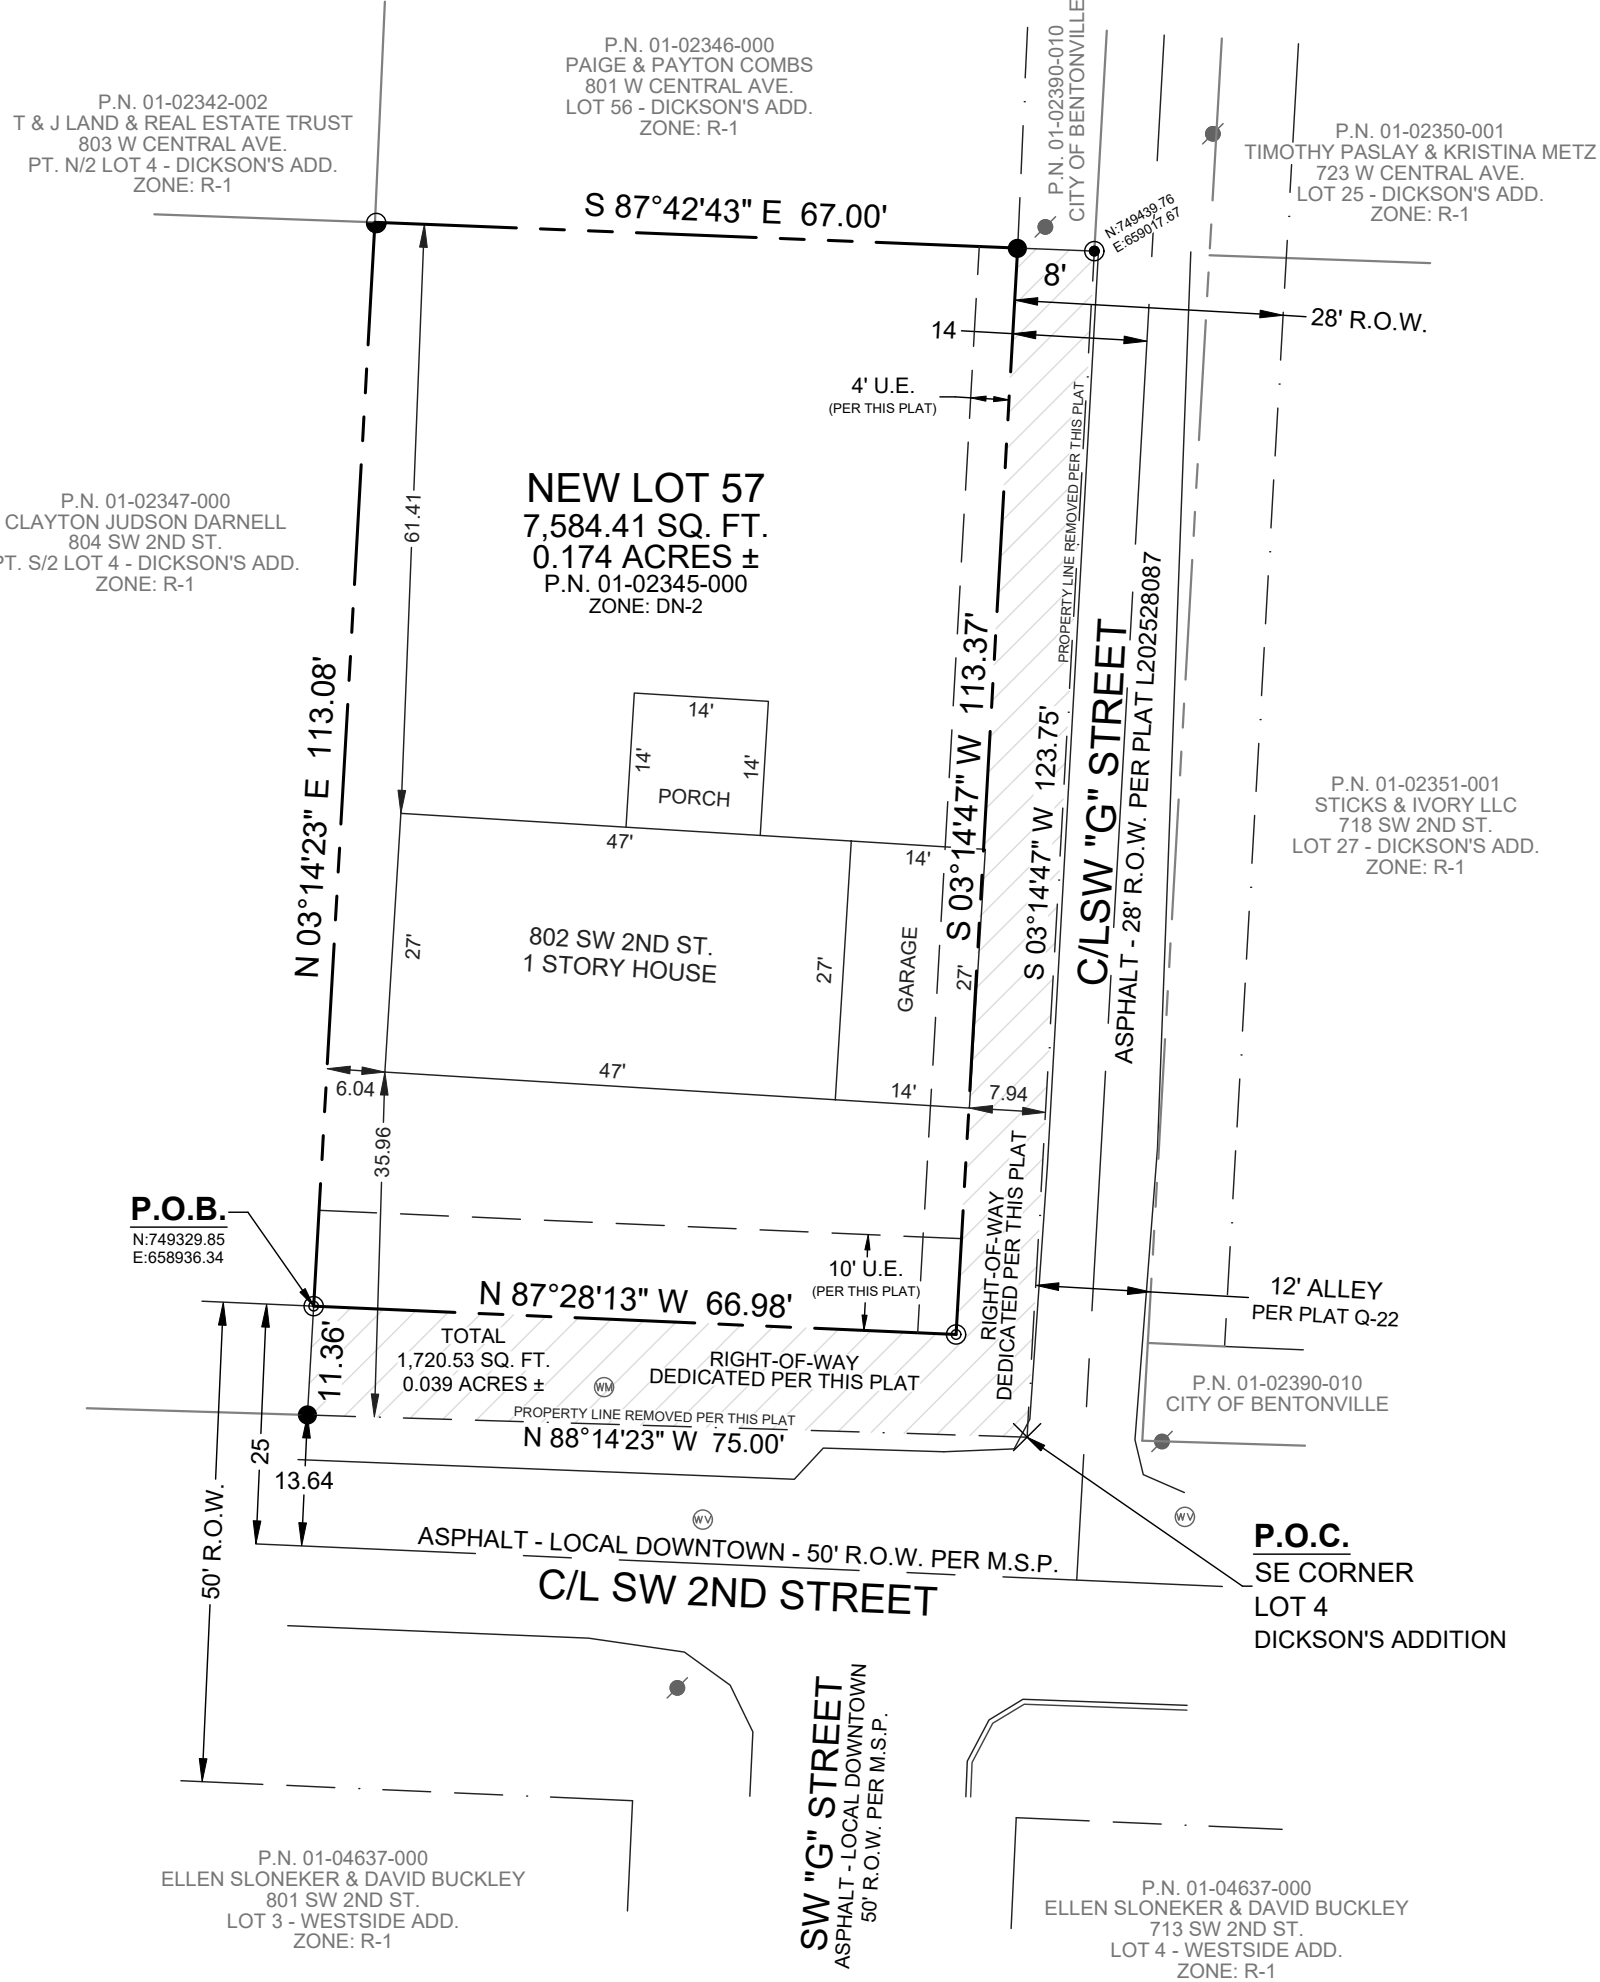 P.N. 01-02346-000
PAIGE & PAYTON COMBS
801 W CENTRAL AVE.
LOT 56 - DICKSON'S ADD.
ZONE: R-1
P.N. 01-02390-010
CITY OF BENTONVILLE
P.N. 01-02342-002
T & J LAND & REAL ESTATE TRUST
803 W CENTRAL AVE.
PT. N/2 LOT 4 - DICKSON'S ADD.
ZONE: R-1
P.N. 01-02350-001
TIMOTHY PASLAY & KRISTINA METZ
723 W CENTRAL AVE.
LOT 25 - DICKSON'S ADD.
ZONE: R-1
S 87°42'43" E 67.00'
N:749439.76
E:659017.67
8'
28' R.O.W.
14
4' U.E.
(PER THIS PLAT)
61.41
NEW LOT 57
7,584.41 SQ. FT.
0.174 ACRES ±
P.N. 01-02345-000
ZONE: DN-2
P.N. 01-02347-000
CLAYTON JUDSON DARNELL
804 SW 2ND ST.
PT. S/2 LOT 4 - DICKSON'S ADD.
ZONE: R-1
PROPERTY LINE REMOVED PER THIS PLAT
N 03°14'23" E 113.08'
S 03°14'47" W 113.37'
S 03°14'47" W 123.75'
C/LSW "G" STREET
ASPHALT - 28' R.O.W. PER PLAT L202528087
14'
14'
14'
PORCH
47'
14'
P.N. 01-02351-001
STICKS & IVORY LLC
718 SW 2ND ST.
LOT 27 - DICKSON'S ADD.
ZONE: R-1
27'
802 SW 2ND ST.
1 STORY HOUSE
27'
GARAGE
27'
6.04
47'
14'
7.94
35.96
P.O.B.
N:749329.85
E:658936.34
10' U.E.
(PER THIS PLAT)
RIGHT-OF-WAY
DEDICATED PER THIS PLAT
12' ALLEY
PER PLAT Q-22
N 87°28'13" W 66.98'
11.36'
TOTAL
1,720.53 SQ. FT.
0.039 ACRES ±
RIGHT-OF-WAY
DEDICATED PER THIS PLAT
WM
P.N. 01-02390-010
CITY OF BENTONVILLE
PROPERTY LINE REMOVED PER THIS PLAT
N 88°14'23" W 75.00'
25
13.64
50' R.O.W.
WV
WV
ASPHALT - LOCAL DOWNTOWN - 50' R.O.W. PER M.S.P.
C/L SW 2ND STREET
P.O.C.
SE CORNER
LOT 4
DICKSON'S ADDITION
SW "G" STREET
ASPHALT - LOCAL DOWNTOWN
50' R.O.W. PER M.S.P.
P.N. 01-04637-000
ELLEN SLONEKER & DAVID BUCKLEY
801 SW 2ND ST.
LOT 3 - WESTSIDE ADD.
ZONE: R-1
P.N. 01-04637-000
ELLEN SLONEKER & DAVID BUCKLEY
713 SW 2ND ST.
LOT 4 - WESTSIDE ADD.
ZONE: R-1